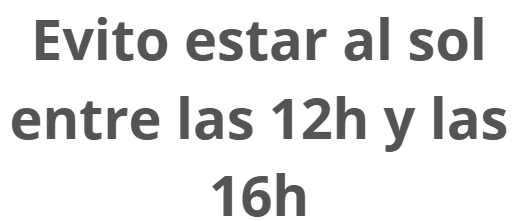 Evito estar al sol
entre las 12h y las
16h